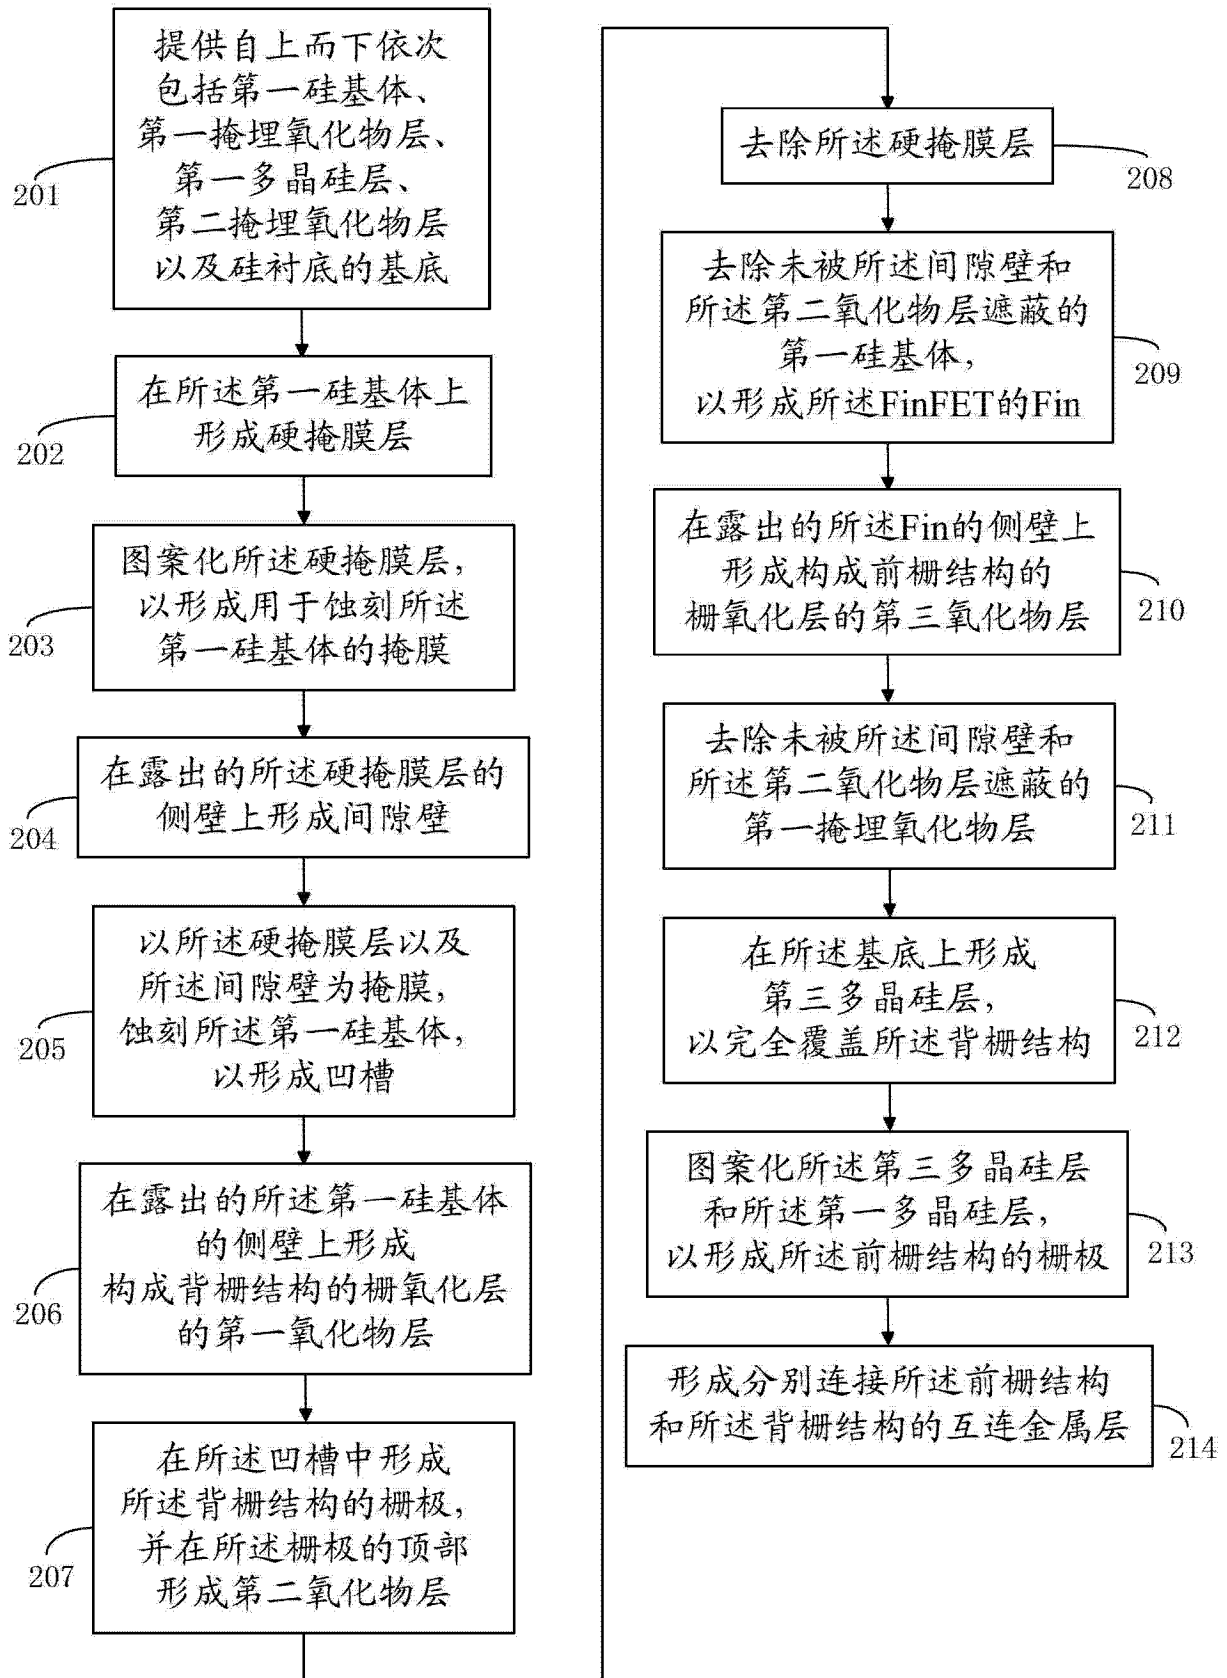 提供自上而下依次
包括第一硅基体、
第一掩埋氧化物层、
第一多晶硅层、
第二掩埋氧化物层
以及硅衬底的基底
201
在所述第一硅基体上
形成硬掩膜层
202
图案化所述硬掩膜层，
以形成用于蚀刻所述
第一硅基体的掩膜
203
在露出的所述硬掩膜层的
侧壁上形成间隙壁
204
以所述硬掩膜层以及
所述间隙壁为掩膜，
蚀刻所述第一硅基体，
以形成凹槽
205
在露出的所述第一硅基体
的侧壁上形成
构成背栅结构的栅氧化层
的第一氧化物层
206
在所述凹槽中形成
所述背栅结构的栅极，
并在所述栅极的顶部
形成第二氧化物层
207
去除所述硬掩膜层
208
去除未被所述间隙壁和
所述第二氧化物层遮蔽的
第一硅基体，
以形成所述FinFET的Fin
209
在露出的所述Fin的侧壁上
形成构成前栅结构的
栅氧化层的第三氧化物层
210
去除未被所述间隙壁和
所述第二氧化物层遮蔽的
第一掩埋氧化物层
211
在所述基底上形成
第三多晶硅层，
以完全覆盖所述背栅结构
212
图案化所述第三多晶硅层
和所述第一多晶硅层，
以形成所述前栅结构的栅极
213
形成分别连接所述前栅结构
和所述背栅结构的互连金属层
214